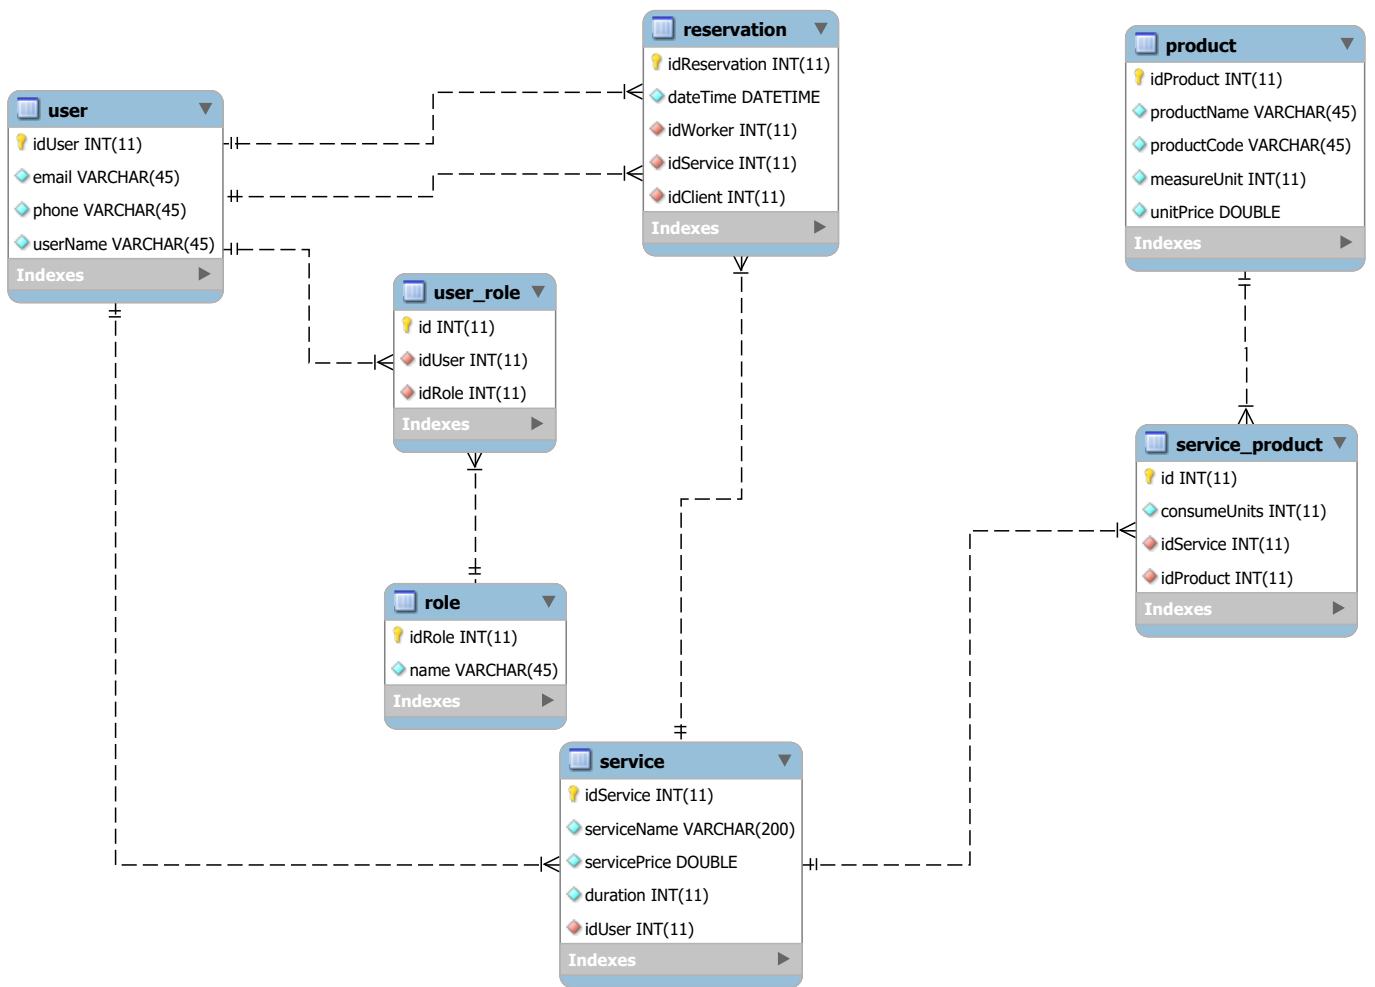 user
idUser INT(11)
email VARCHAR(45)
phone VARCHAR(45)
userName VARCHAR(45)
Indexes
reservation
idReservation INT(11)
dateTime DATETIME
idWorker INT(11)
idService INT(11)
idClient INT(11)
Indexes
product
idProduct INT(11)
productName VARCHAR(45)
productCode VARCHAR(45)
measureUnit INT(11)
unitPrice DOUBLE
Indexes
user_role
id INT(11)
idUser INT(11)
idRole INT(11)
Indexes
service_product
id INT(11)
consumeUnits INT(11)
idService INT(11)
idProduct INT(11)
Indexes
role
idRole INT(11)
name VARCHAR(45)
Indexes
service
idService INT(11)
serviceName VARCHAR(200)
servicePrice DOUBLE
duration INT(11)
idUser INT(11)
Indexes